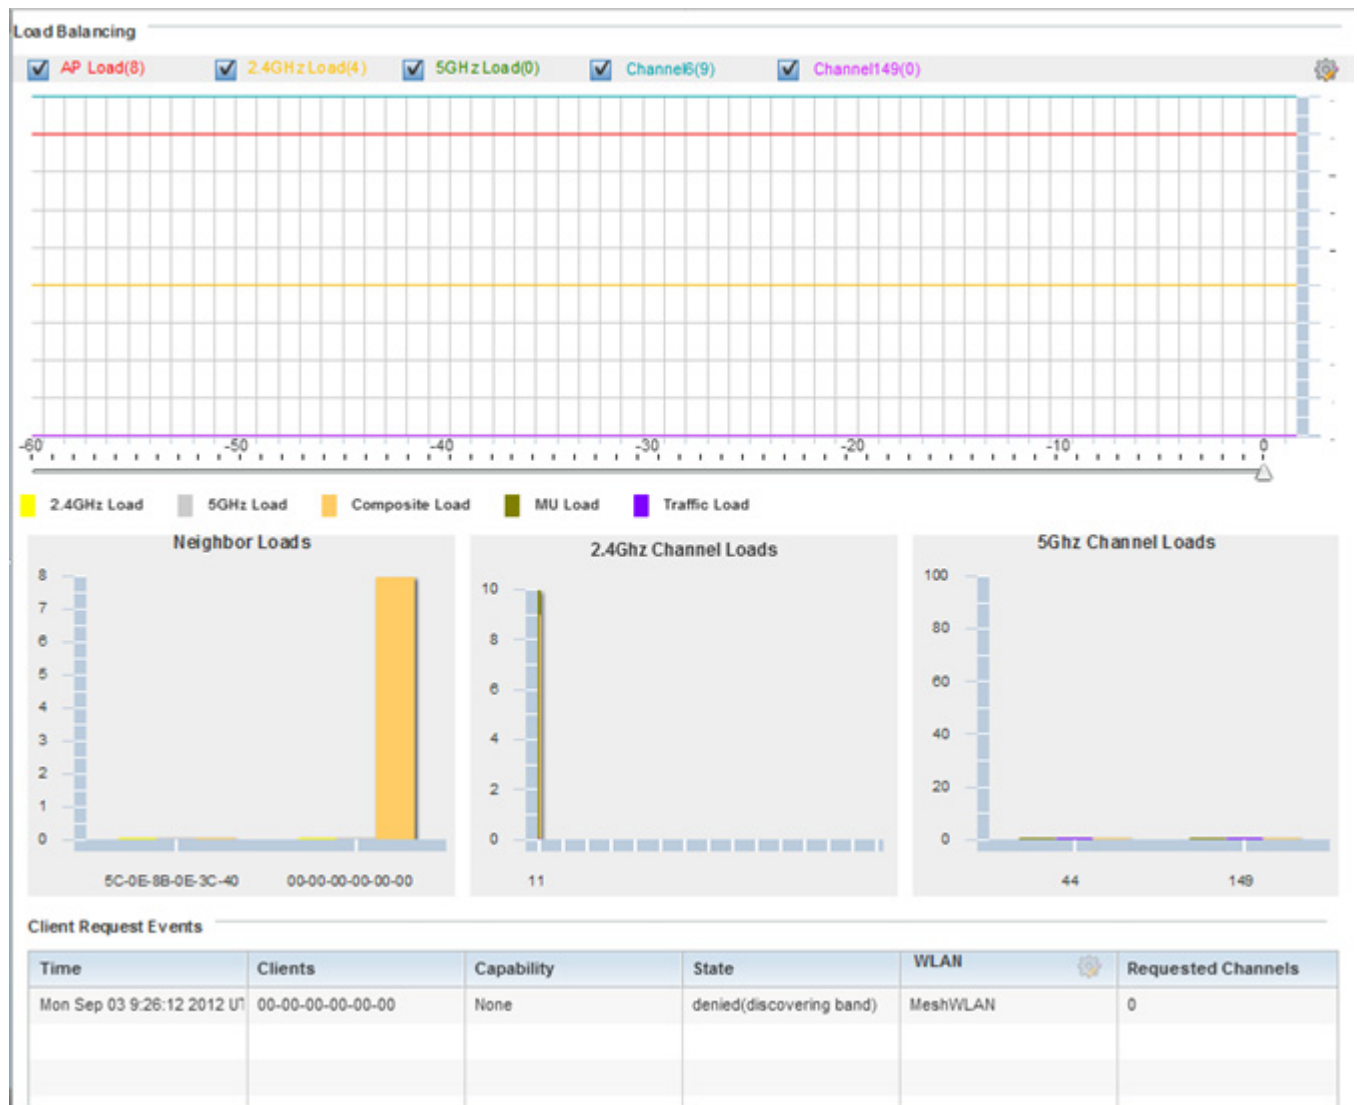 Load Balancing
AP Load(8) 2.4GHz Load(4) 5GHz Load(0) Channel6(9) Channel149(0)
-60 -50 -40 -30 -20 -10 0
2.4GHz Load 5GHz Load Composite Load MU Load Traffic Load
Neighbor Loads
8
7
6
5
4
3
2
1
0
5C-0E-8B-0E-3C-40 00-00-00-00-00-00
2.4Ghz Channel Loads
10
8
6
4
2
0
11
5Ghz Channel Loads
100
80
60
40
20
0
44 149
Client Request Events
Time Clients Capability State WLAN Requested Channels
Mon Sep 03 9:26:12 2012 UT 00-00-00-00-00-00 None denied(discovering band) MeshWLAN 0